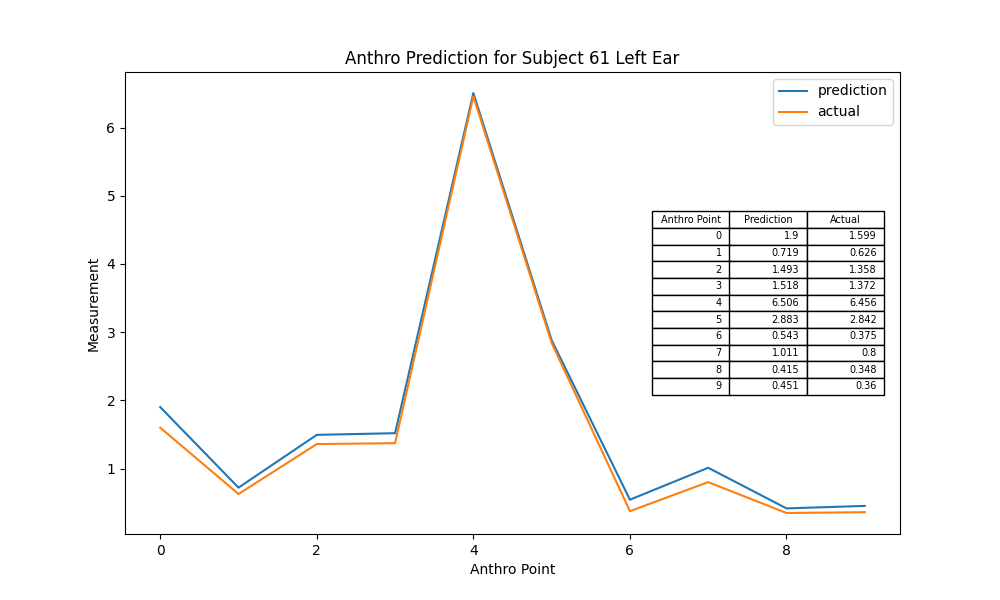 Anthro Prediction for Subject 61 Left Ear
prediction
actual
Measurement
6
5
4
3
2
1
Anthro Point Prediction Actual
0 1.9 1.599
1 0.719 0.626
2 1.493 1.358
3 1.518 1.372
4 6.506 6.456
5 2.883 2.842
6 0.543 0.375
7 1.011 0.8
8 0.415 0.348
9 0.451 0.36
0 2 4 6 8
Anthro Point